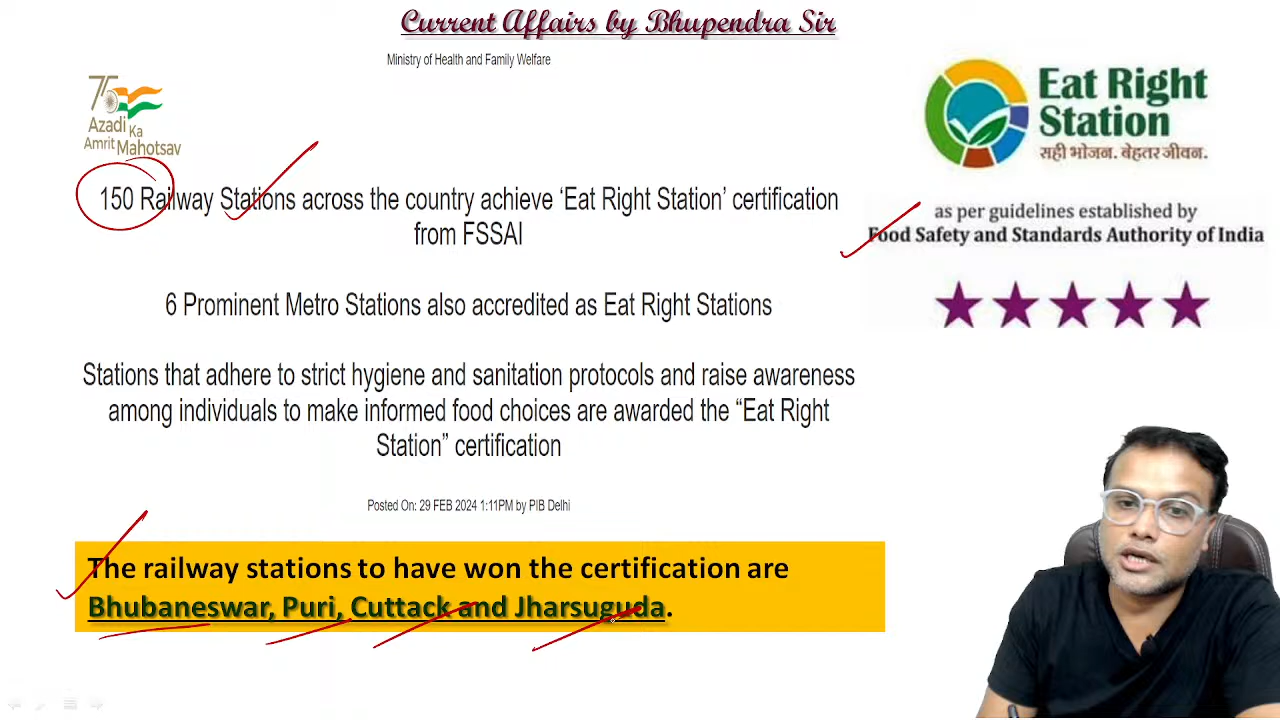 Current Affairs by Bhupendra Sir
Ministry of Health and Family Welfare
75
Azadi Ka
Amrit Mahotsav
150 Railway Stations across the country achieve ‘Eat Right Station’ certification
from FSSAI
6 Prominent Metro Stations also accredited as Eat Right Stations
Stations that adhere to strict hygiene and sanitation protocols and raise awareness
among individuals to make informed food choices are awarded the “Eat Right
Station” certification
Posted On: 29 FEB 2024 1:11PM by PIB Delhi
Eat Right
Station
सही भोजन. बेहतर जीवन.
as per guidelines established by
Food Safety and Standards Authority of India
The railway stations to have won the certification are
Bhubaneswar, Puri, Cuttack and Jharsuguda.